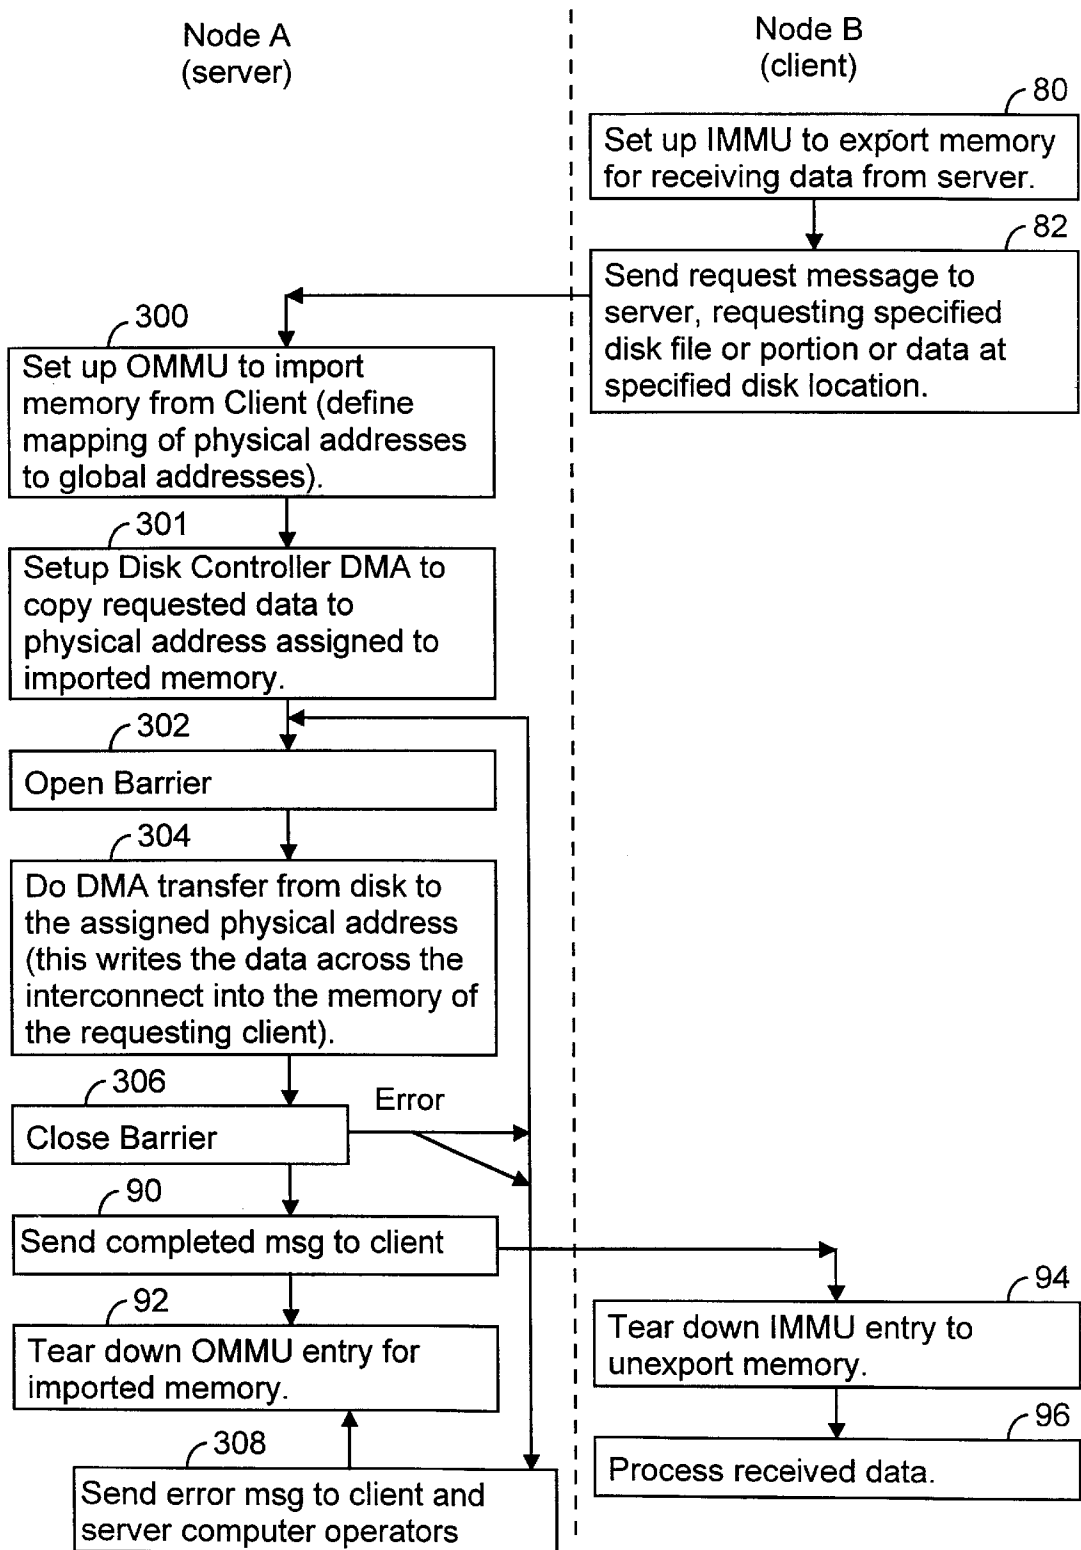 Node A
(server)
Node B
(client)
80
Set up IMMU to export memory
for receiving data from server.
82
Send request message to
server, requesting specified
disk file or portion or data at
specified disk location.
300
Set up OMMU to import
memory from Client (define
mapping of physical addresses
to global addresses).
301
Setup Disk Controller DMA to
copy requested data to
physical address assigned to
imported memory.
302
Open Barrier
304
Do DMA transfer from disk to
the assigned physical address
(this writes the data across the
interconnect into the memory of
the requesting client).
306
Close Barrier
Error
90
Send completed msg to client
92
Tear down OMMU entry for
imported memory.
94
Tear down IMMU entry to
unexport memory.
96
Process received data.
308
Send error msg to client and
server computer operators